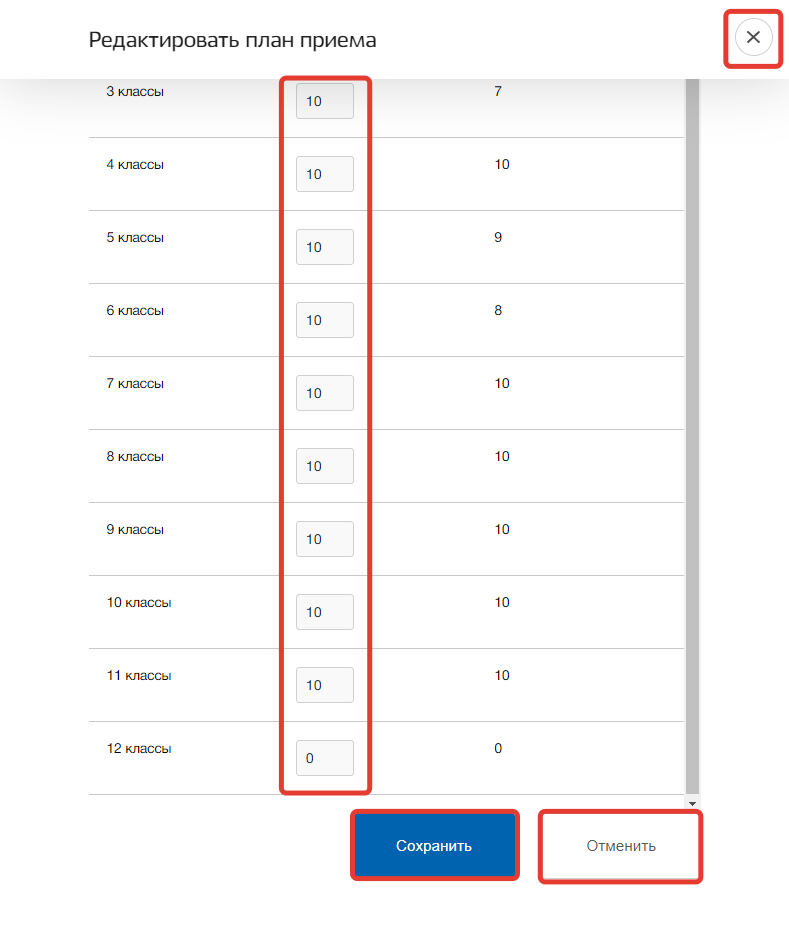 Редактировать план приема
3 классы 10 7
4 классы 10 10
5 классы 10 9
6 классы 10 8
7 классы 10 10
8 классы 10 10
9 классы 10 10
10 классы 10 10
11 классы 10 10
12 классы 0 0
Сохранить Отменить